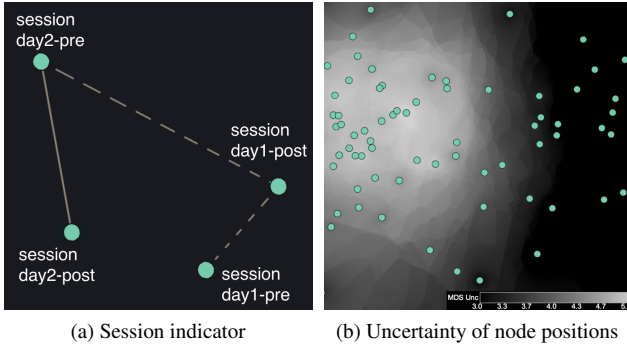 session
day2-pre
session
day1-post
session
day2-post
session
day1-pre
MDS Unc
3.0 3.3 3.7 4.0 4.3 4.7 5.
(a) Session indicator
(b) Uncertainty of node positions